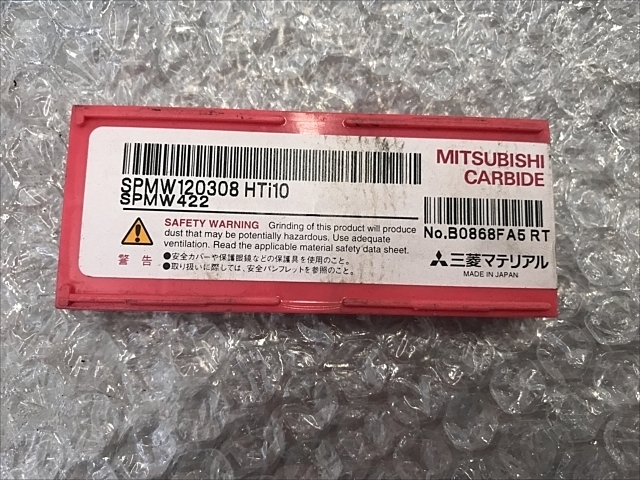 SPMW120308 HTi10
SPMW422
MITSUBISHI
CARBIDE
No.B0868FA5 RT
SAFETY WARNING Grinding of this product will produce
dust that may be potentially hazardous. Use adequate
ventilation. Read the applicable material safety data sheet.
警告
●安全カバーや保護眼鏡などの保護具を使用のこと。
●取り扱いに際しては、安全パンフレットを参照のこと。
三菱マテリアル
MADE IN JAPAN